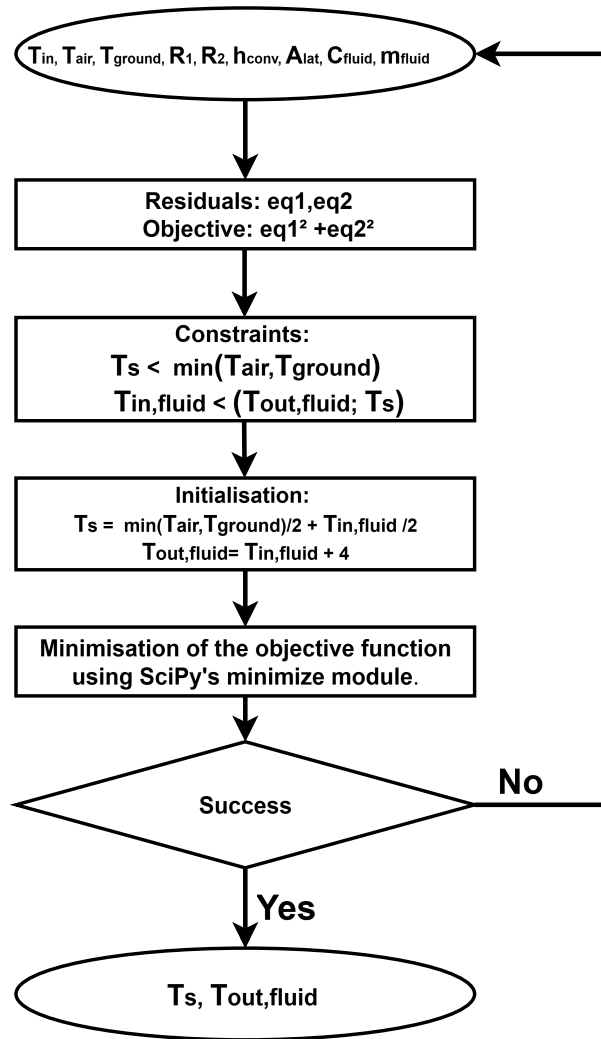 Tin, Tair, Tground, R1, R2, hconv, Alat, Cfluid, mfluid
Residuals: eq1,eq2
Objective: eq1² +eq2²
Constraints:
Ts < min(Tair,Tground)
Tin,fluid < (Tout,fluid; Ts)
Initialisation:
Ts = min(Tair,Tground)/2 + Tin,fluid /2
Tout,fluid= Tin,fluid + 4
Minimisation of the objective function
using SciPy's minimize module.
Success
No
Yes
Ts, Tout,fluid